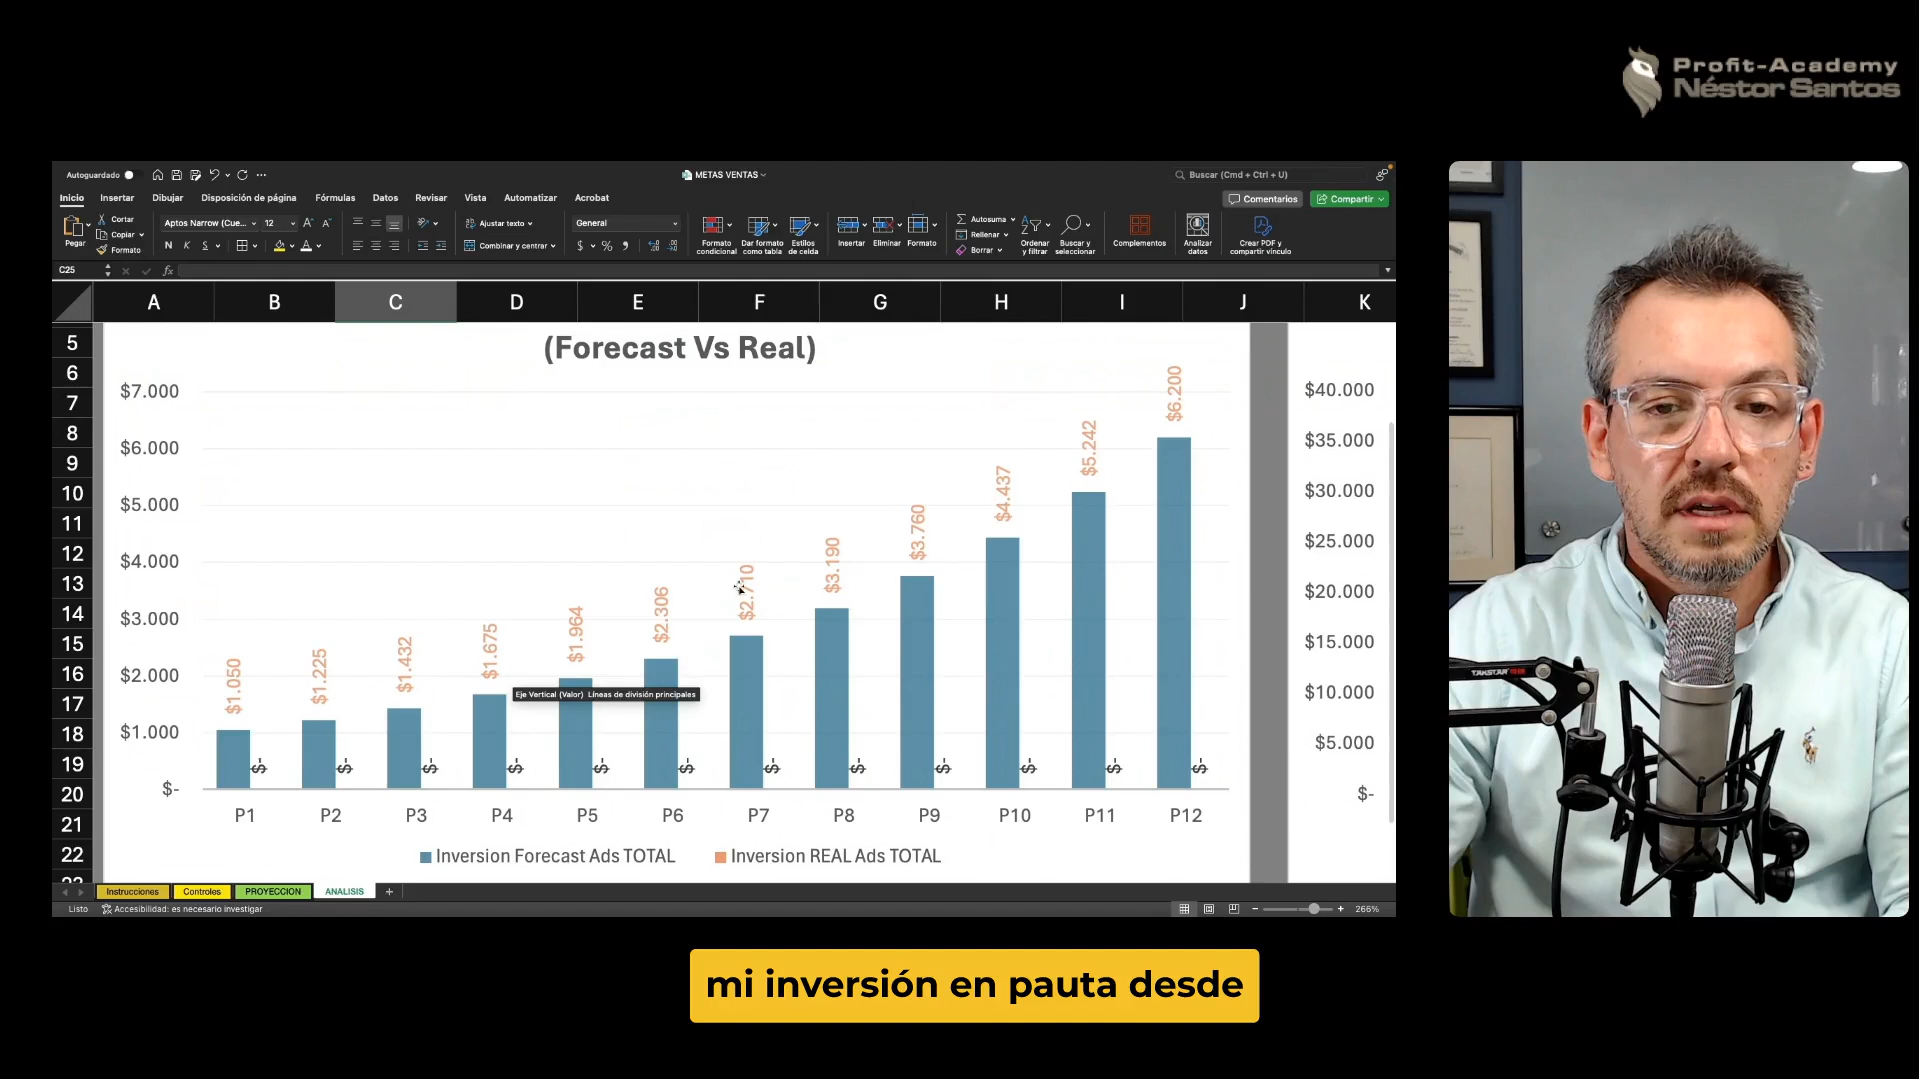 Profit-Academy
Néstor Santos
Autoguardado
METAS VENTAS
Buscar (Cmd + Ctrl + U)
Inicio Insertar Dibujar Disposición de página Fórmulas Datos Revisar Vista Automatizar Acrobat
Comentarios Compartir
Pegar Cortar Copiar Formato
Aptos Narrow (Cue... 12
N K S
Ajustar texto
Combinar y centrar
General
$ %
Formato condicional
Dar formato como tabla
Estilos de celda
Insertar Eliminar Formato
Autosuma
Rellenar
Borrar
Ordenar y filtrar
Buscar y seleccionar
Complementos
Analizar datos
Crear PDF y compartir vínculo
C25 fx
A B C D E F G H I J K
5
6
7
8
9
10
11
12
13
14
15
16
17
18
19
20
21
22
(Forecast Vs Real)
$7.000
$6.000
$5.000
$4.000
$3.000
$2.000
$1.000
$-
$1.050 $1.225 $1.432 $1.675 $1.964 $2.306 $2.710 $3.190 $3.760 $4.437 $5.242 $6.200
$ $ $ $ $ $ $ $ $ $ $ $
Eje Vertical (Valor) Líneas de división principales
P1 P2 P3 P4 P5 P6 P7 P8 P9 P10 P11 P12
Inversion Forecast Ads TOTAL Inversion REAL Ads TOTAL
$40.000
$35.000
$30.000
$25.000
$20.000
$15.000
$10.000
$5.000
$-
Instrucciones Controles PROYECCION ANALISIS +
Listo Accesibilidad: es necesario investigar
266%
TAKSTAR
mi inversión en pauta desde